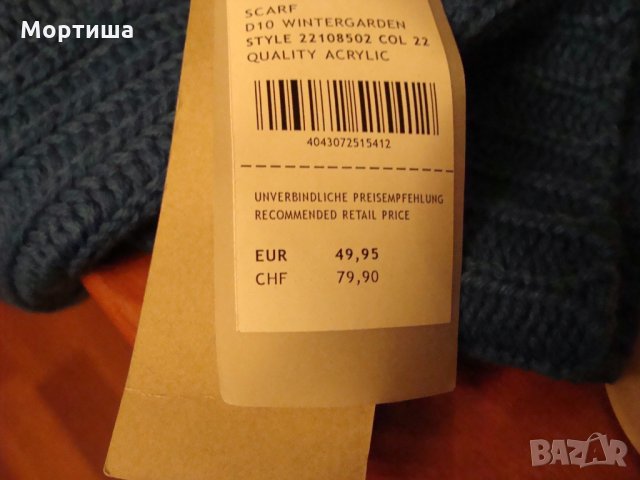 Мортиша
SCARF
D10 WINTERGARDEN
STYLE 22108502 COL 22
QUALITY ACRYLIC
4043072515412
UNVERBINDLICHE PREISEMPFEHLUNG
RECOMMENDED RETAIL PRICE
EUR 49,95
CHF 79,90
BAZAR